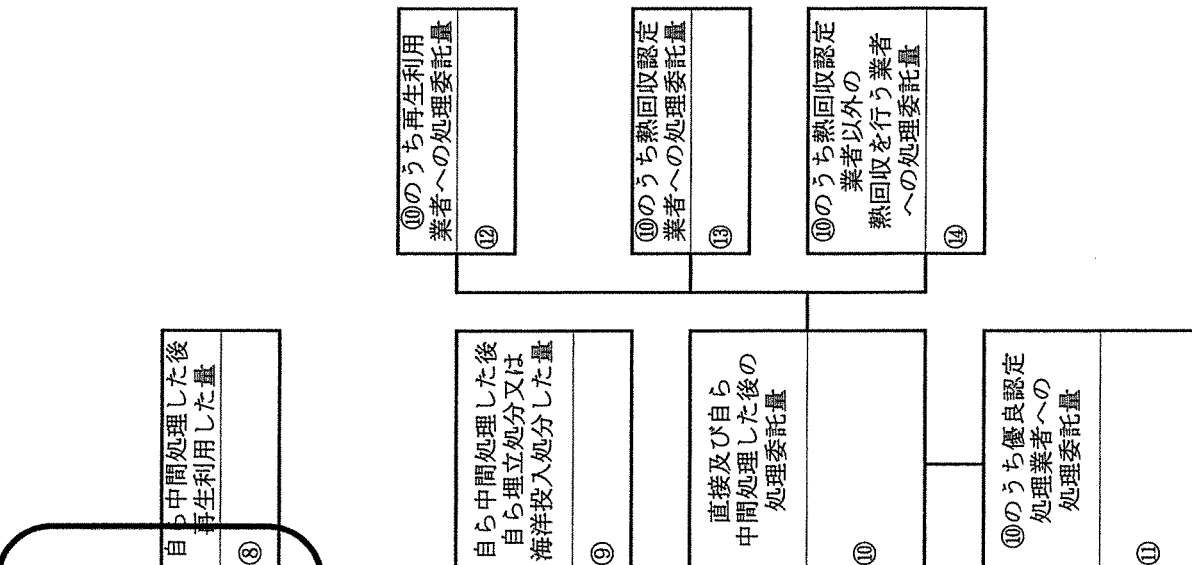 自ら中間処理した後
再生利用した量
⑧
自ら中間処理した後
自ら埋立処分又は
海洋投入処分した量
⑨
直接及び自ら
中間処理した後の
処理委託量
⑩
⑩のうち優良認定
処理業者への
処理委託量
⑪
⑩のうち再生利用
業者への処理委託量
⑫
⑩のうち熱回収認定
業者への処理委託量
⑬
⑩のうち熱回収認定
業者以外の
熱回収を行う業者
への処理委託量
⑭